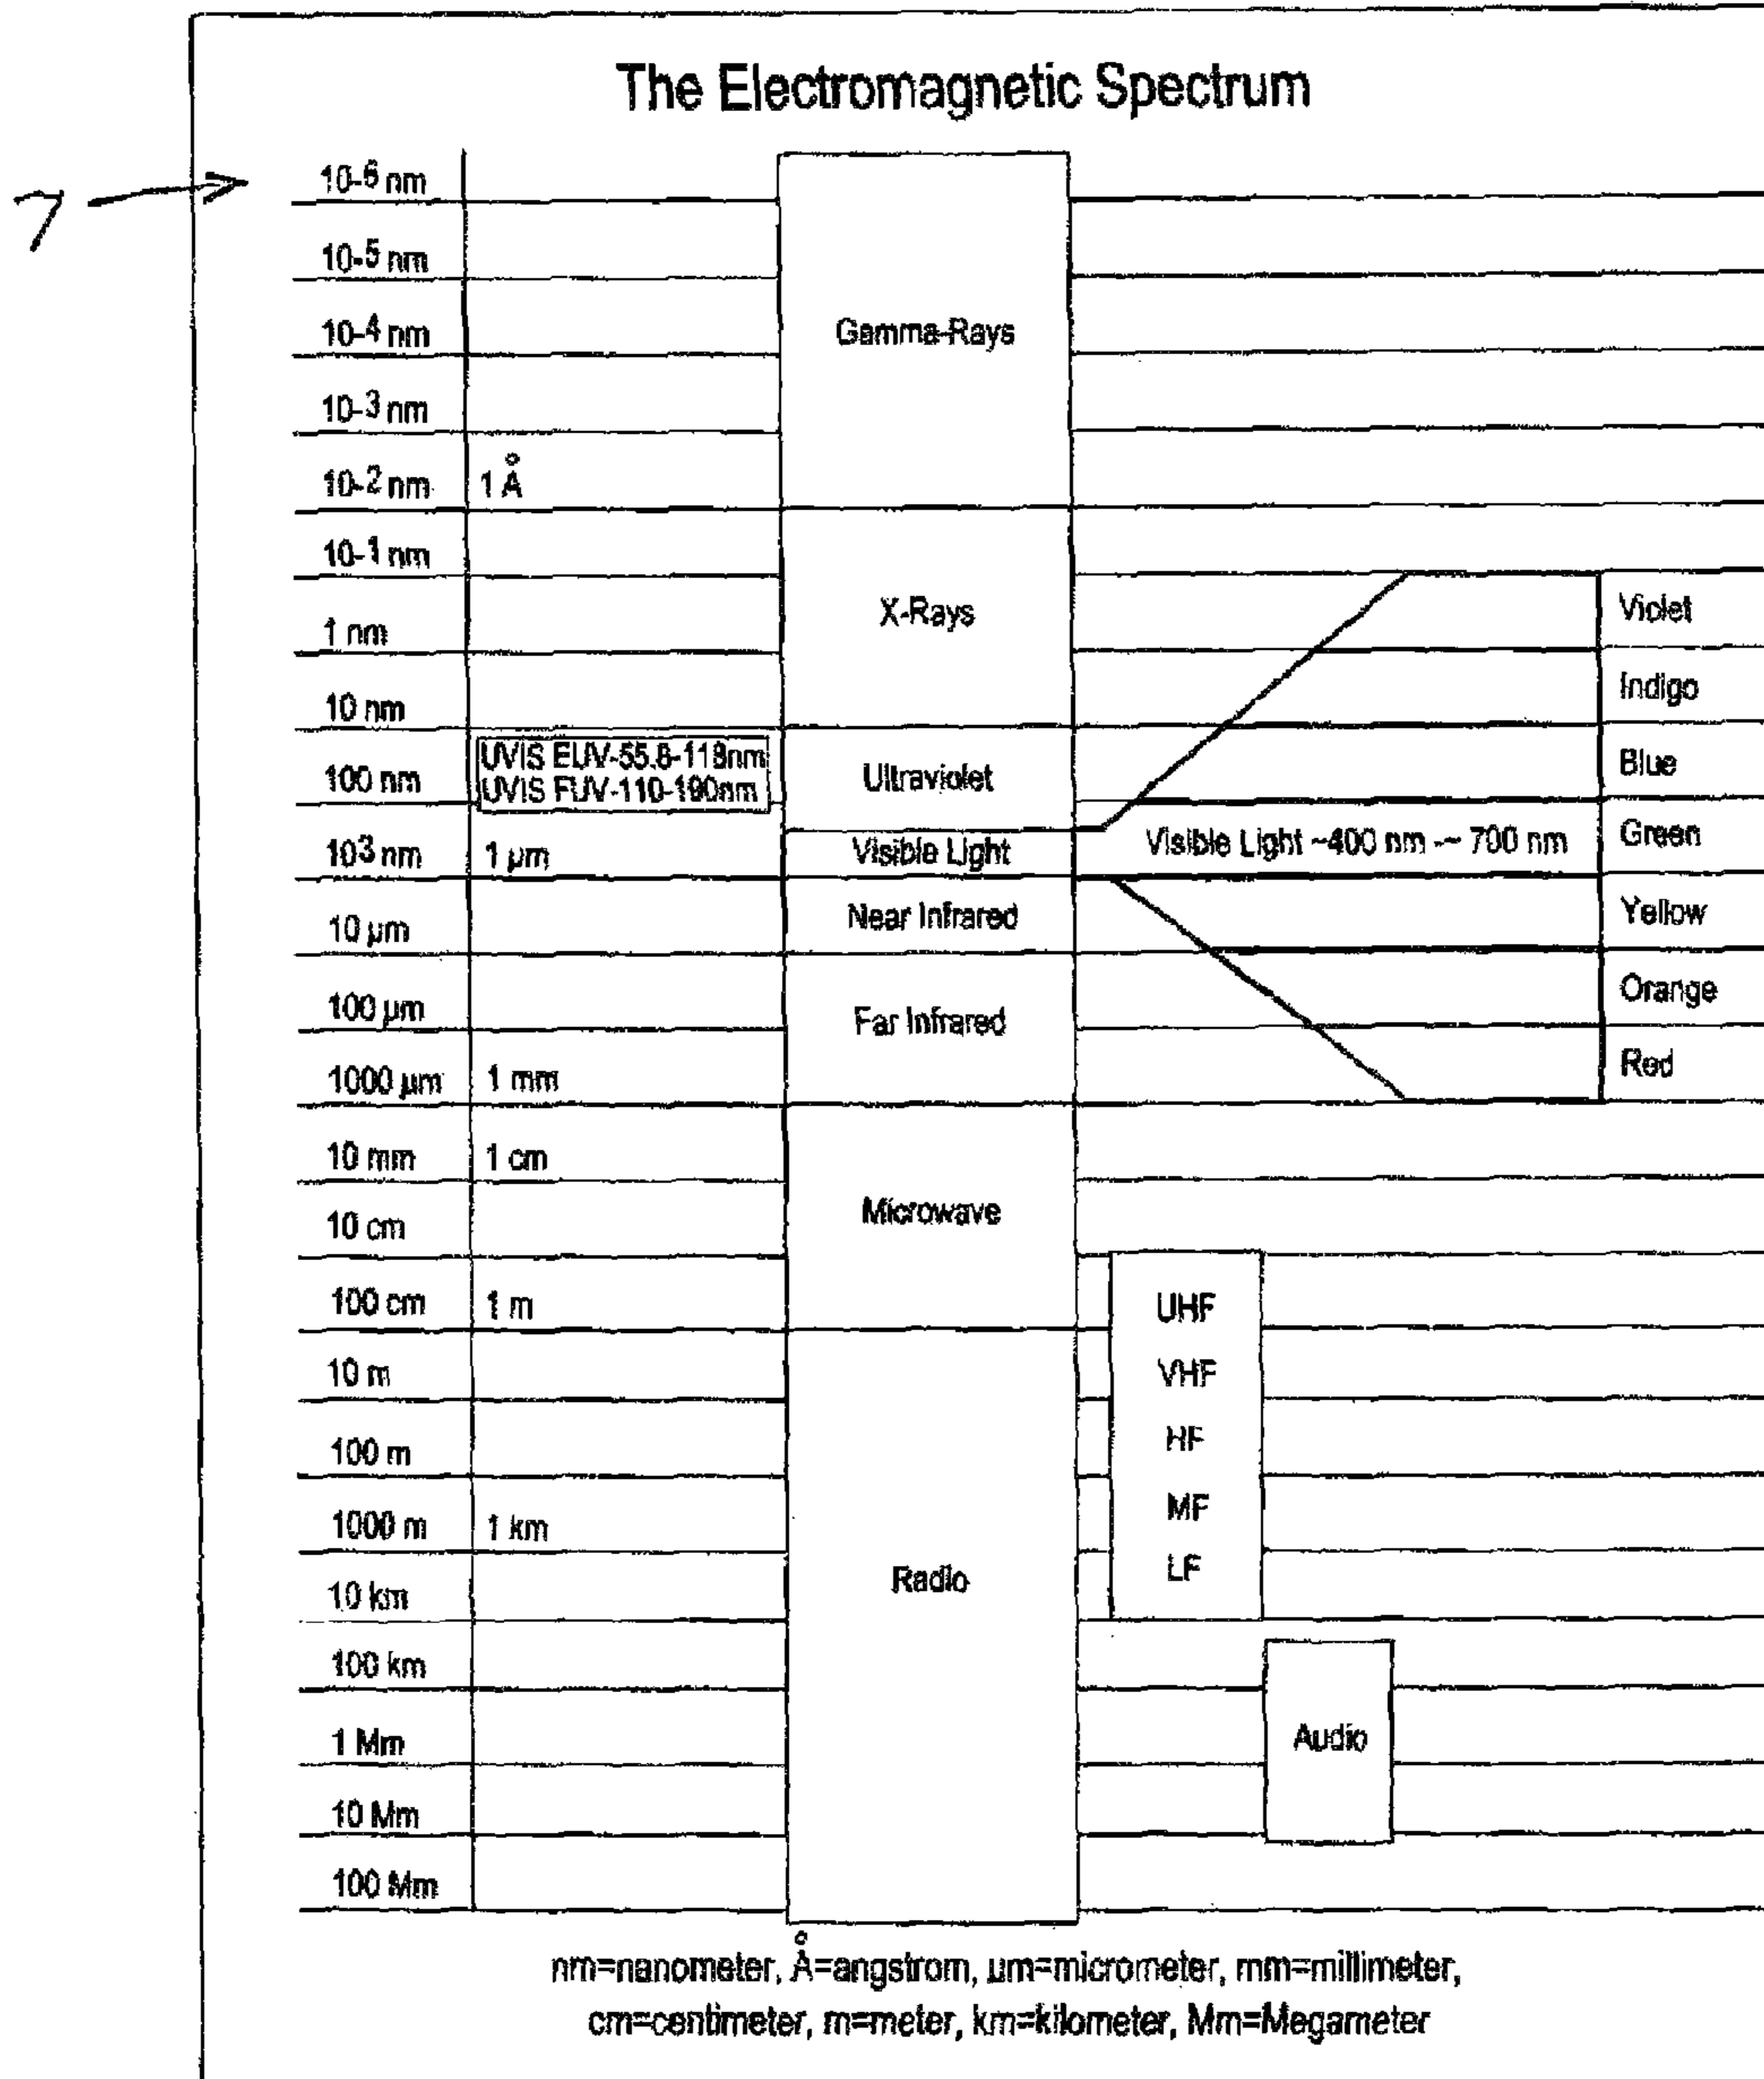 The Electromagnetic Spectrum
7
10-6 nm
10-5 nm
10-4 nm
Gamma-Rays
10-3 nm
10-2 nm 1 Å
10-1 nm
X-Rays
Violet
1 nm
Indigo
10 nm
UVIS EUV-55.8-118nm
UVIS FUV-110-190nm
100 nm
Ultraviolet
Blue
103 nm 1 µm
Visible Light
Visible Light ~400 nm -~ 700 nm
Green
10 µm
Near Infrared
Yellow
100 µm
Far Infrared
Orange
1000 µm 1 mm
Red
10 mm 1 cm
Microwave
10 cm
100 cm 1 m
UHF
10 m
VHF
100 m
HF
1000 m 1 km
MF
10 km
Radio
LF
100 km
1 Mm
Audio
10 Mm
100 Mm
nm=nanometer, Å=angstrom, µm=micrometer, mm=millimeter,
cm=centimeter, m=meter, km=kilometer, Mm=Megameter